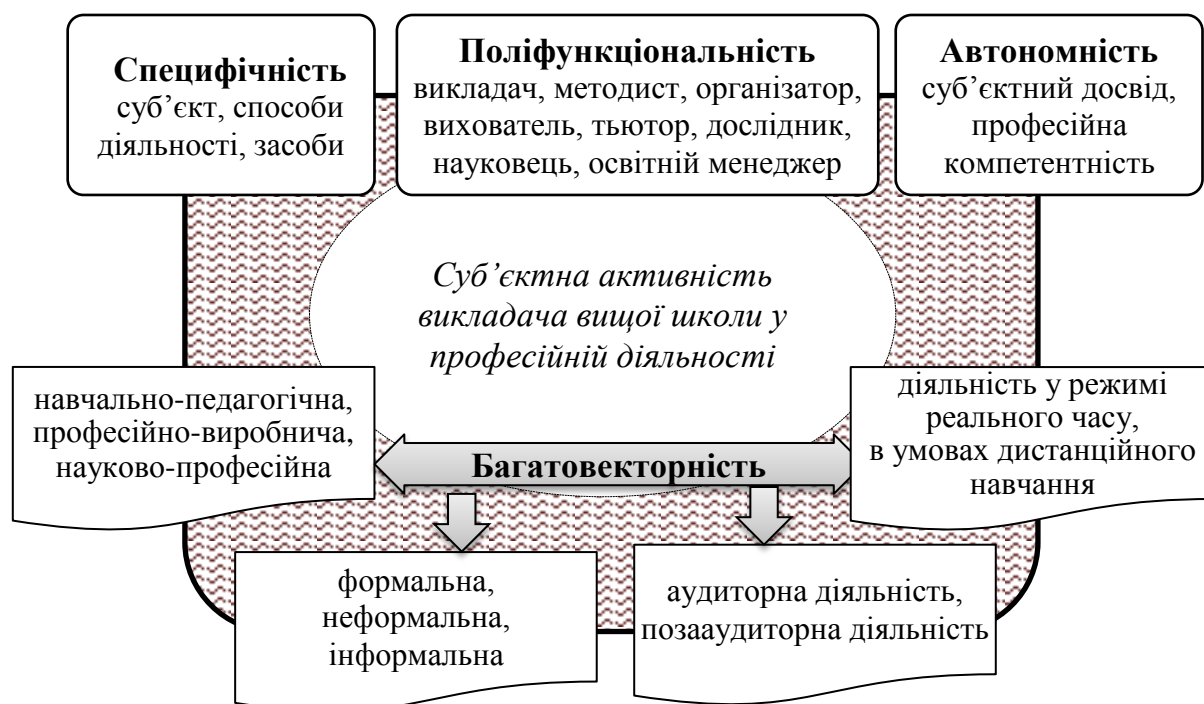 Специфічність
суб’єкт, способи
діяльності, засоби
Поліфункціональність
викладач, методист, організатор,
вихователь, тьютор, дослідник,
науковець, освітній менеджер
Автономність
суб’єктний досвід,
професійна
компетентність
Суб’єктна активність
викладача вищої школи у
професійній діяльності
навчально-педагогічна,
професійно-виробнича,
науково-професійна
Багатовекторність
діяльність у режимі
реального часу,
в умовах дистанційного
навчання
формальна,
неформальна,
інформальна
аудиторна діяльність,
позааудиторна діяльність